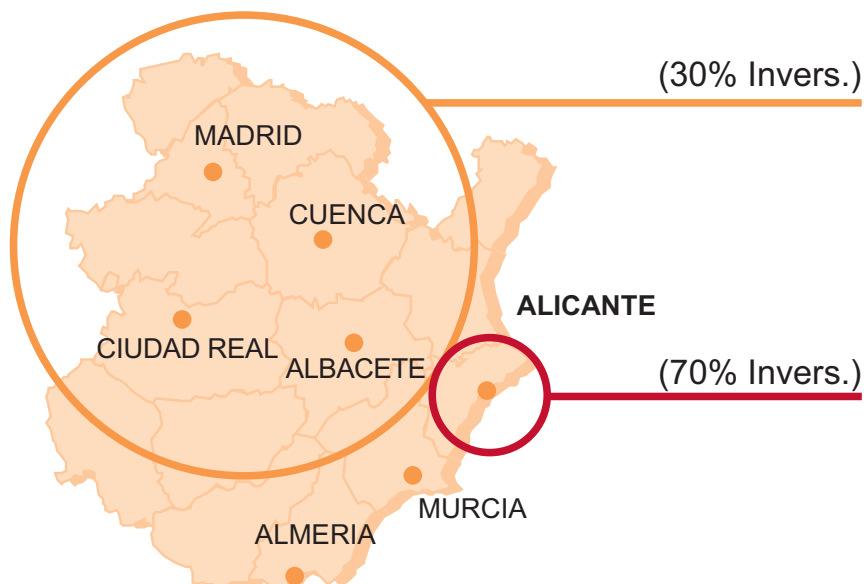 (30% Invers.)
MADRID
CUENCA
ALICANTE
CIUDAD REAL
ALBACETE
(70% Invers.)
MURCIA
ALMERIA